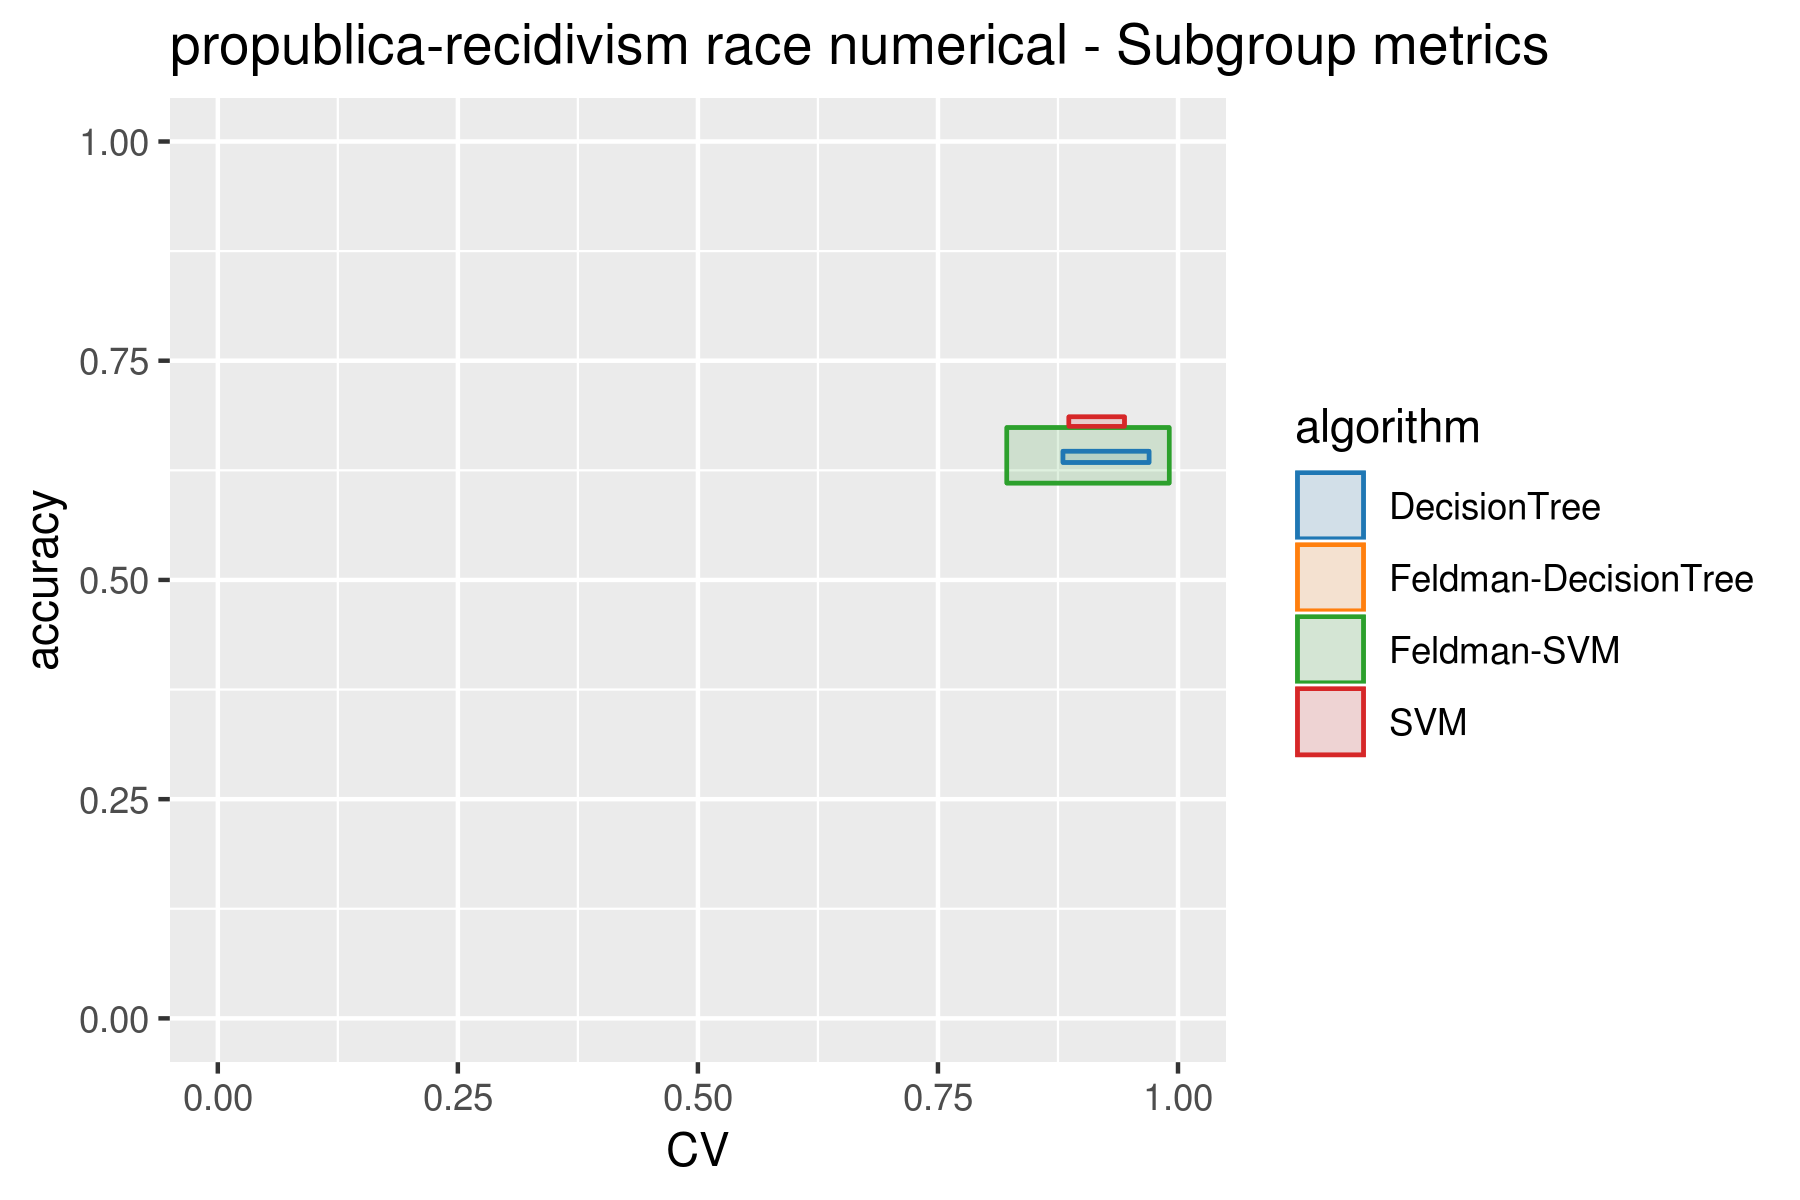 propublica-recidivism race numerical - Subgroup metrics
1.00
0.75
0.50
0.25
0.00
accuracy
0.00 0.25 0.50 0.75 1.00
CV
algorithm
DecisionTree
Feldman-DecisionTree
Feldman-SVM
SVM